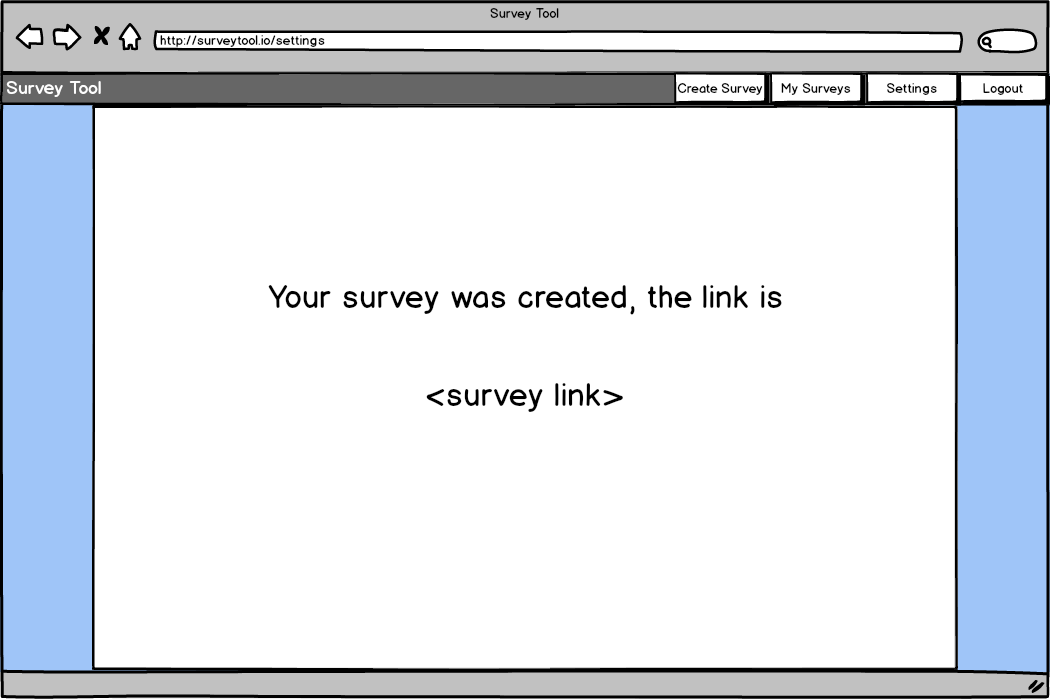 Survey Tool
http://surveytool.io/settings
Survey Tool
Create Survey
My Surveys
Settings
Logout
Your survey was created, the link is
<survey link>